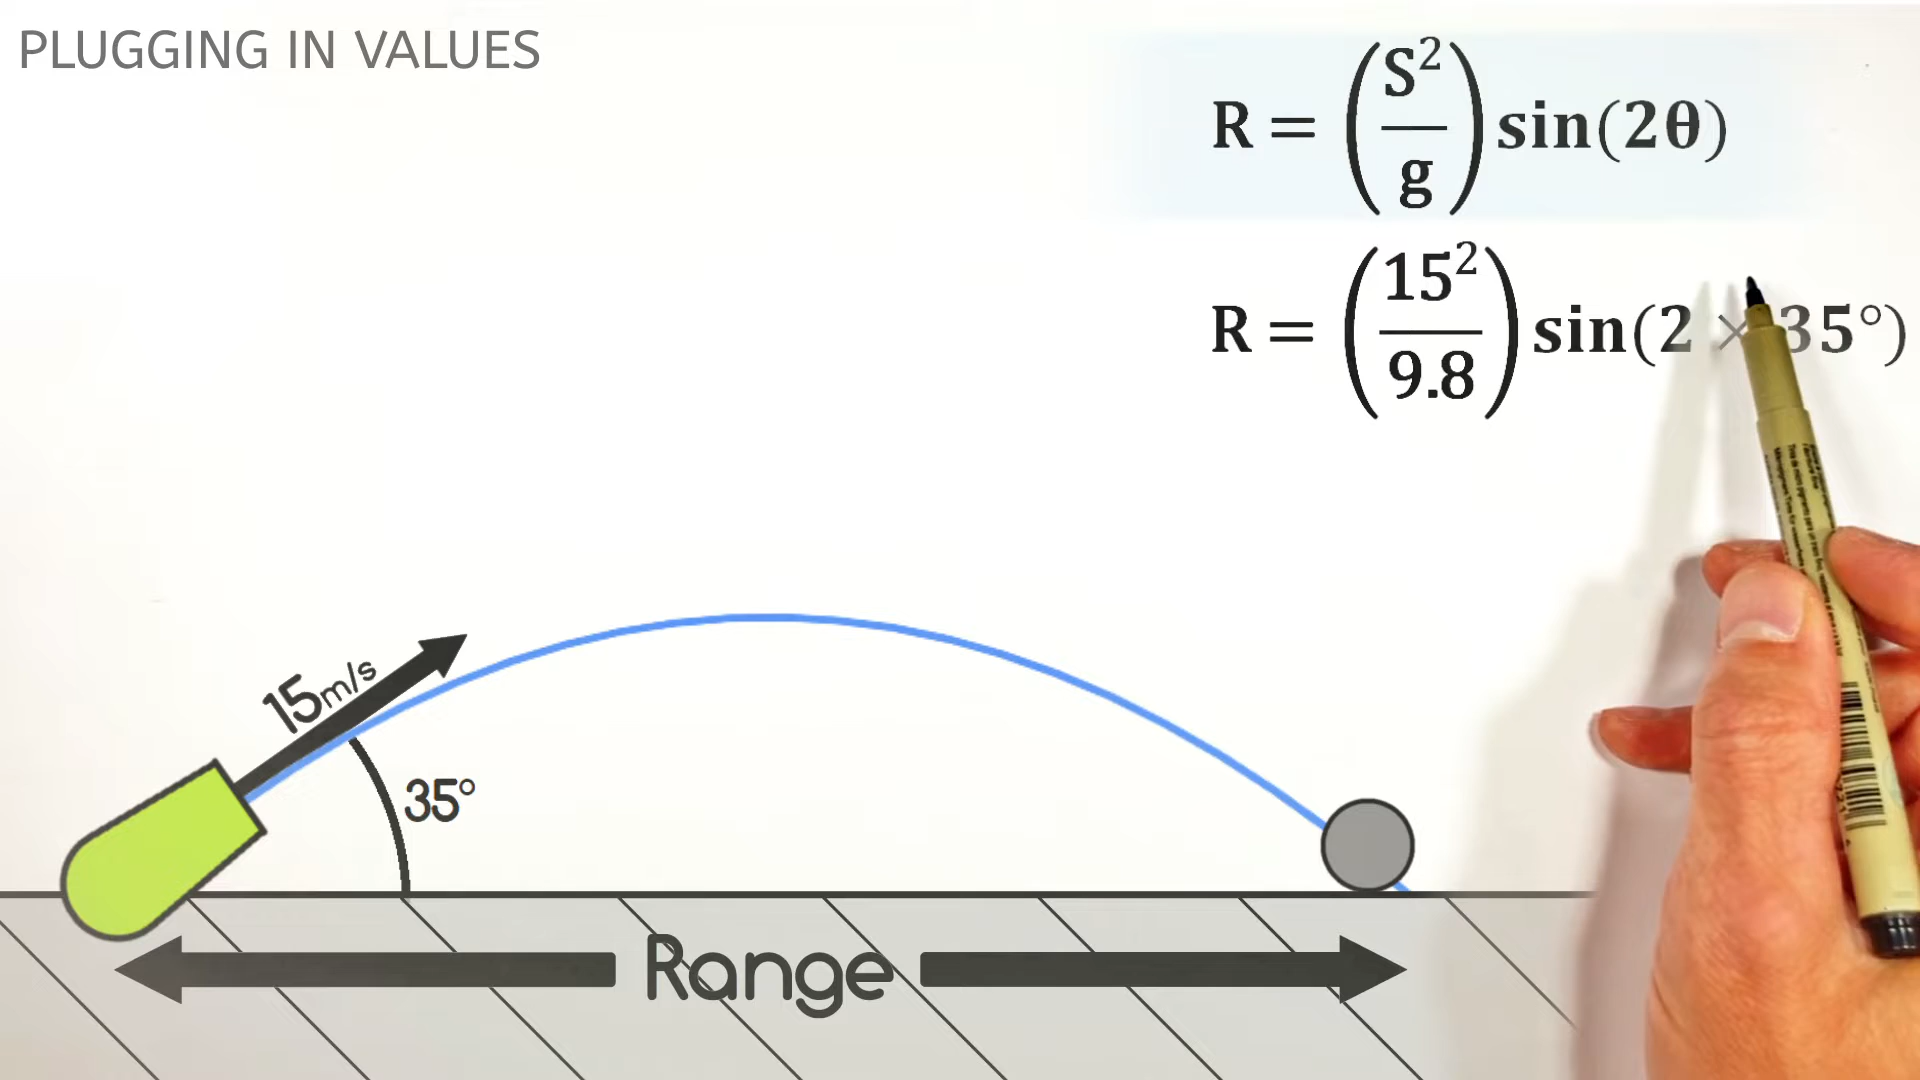 PLUGGING IN VALUES
R = (S²/g) sin(2θ)
R = (15²/9.8) sin(2 × 35°)
15m/s
35°
Range